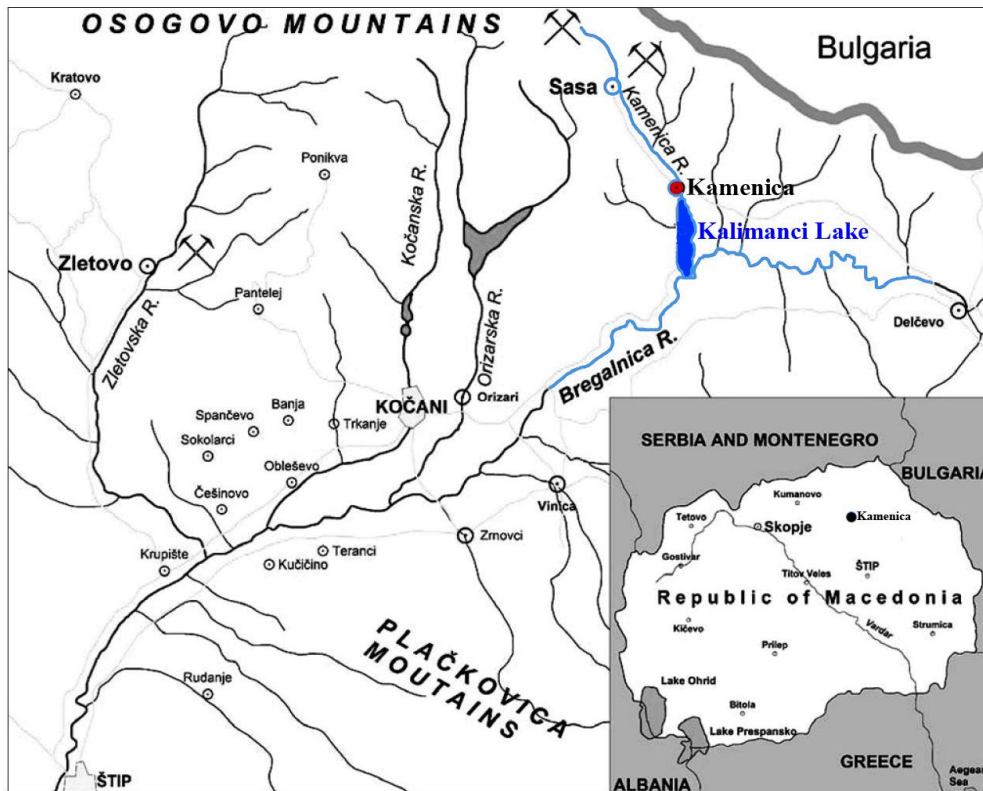 OSOGOVO MOUNTAINS
Bulgaria
Kratovo
Sasa
Kamenica R.
Ponikva
Kamenica
Kočanska R.
Kalimanci Lake
Zletovo
Pantelej
Orizarska R.
Zletovska R.
Delčevo
Bregalnica R.
KOČANI
Orizari
Banja
Spančevo
Trkanje
Sokolarci
Obleševo
Češinovo
Vinica
Zrnovci
Krupište
Teranci
Kučičino
PLAČKOVICA
MOUTAINS
Rudanje
ŠTIP
SERBIA AND MONTENEGRO
BULGARIA
Kumanovo
Kamenica
Tetovo
Skopje
Gostivar
Titov Veles
ŠTIP
Republic of Macedonia
Kičevo
Vardar
Strumica
Prilep
Lake Ohrid
Bitola
Lake Prespansko
GREECE
ALBANIA
Aegean
Sea